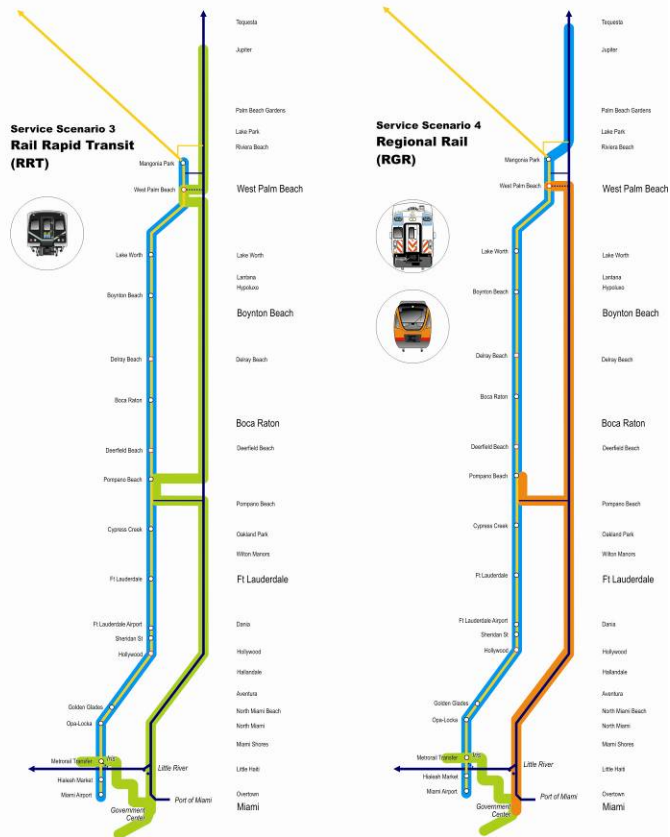 Service Scenario 3
Rail Rapid Transit
(RRT)
Mangonia Park
West Palm Beach
Lake Worth
Boynton Beach
Delray Beach
Boca Raton
Deerfield Beach
Pompano Beach
Cypress Creek
Ft Lauderdale
Ft Lauderdale Airport
Sheridan St
Hollywood
Golden Glades
Opa-Locka
Metrorail Transfer
Iris
Hialeah Market
Miami Airport
Little River
Port of Miami
Government
Center
Tequesta
Jupiter
Palm Beach Gardens
Lake Park
Riviera Beach
West Palm Beach
Lake Worth
Lantana
Hypoluxo
Boynton Beach
Delray Beach
Boca Raton
Deerfield Beach
Pompano Beach
Oakland Park
Wilton Manors
Ft Lauderdale
Dania
Hollywood
Hallandale
Aventura
North Miami Beach
North Miami
Miami Shores
Little Haiti
Overtown
Miami
Service Scenario 4
Regional Rail
(RGR)
Mangonia Park
West Palm Beach
Lake Worth
Boynton Beach
Delray Beach
Boca Raton
Deerfield Beach
Pompano Beach
Cypress Creek
Ft Lauderdale
Ft Lauderdale Airport
Sheridan St
Hollywood
Golden Glades
Opa-Locka
Metrorail Transfer
Iris
Hialeah Market
Miami Airport
Little River
Port of Miami
Government
Center
Tequesta
Jupiter
Palm Beach Gardens
Lake Park
Riviera Beach
West Palm Beach
Lake Worth
Lantana
Hypoluxo
Boynton Beach
Delray Beach
Boca Raton
Deerfield Beach
Pompano Beach
Oakland Park
Wilton Manors
Ft Lauderdale
Dania
Hollywood
Hallandale
Aventura
North Miami Beach
North Miami
Miami Shores
Little Haiti
Overtown
Miami